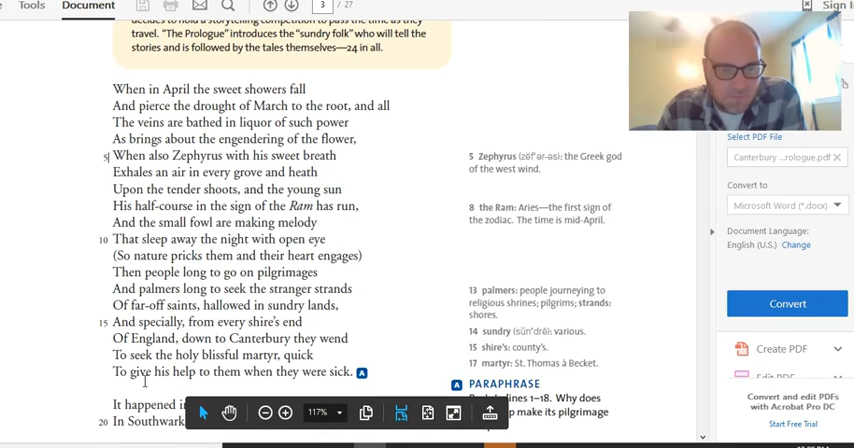 e
Tools
Document
3
/ 27
Sign I
decides to hold a storytelling competition to pass the time as they
travel. "The Prologue" introduces the "sundry folk" who will tell the
stories and is followed by the tales themselves—24 in all.
When in April the sweet showers fall
And pierce the drought of March to the root, and all
The veins are bathed in liquor of such power
As brings about the engendering of the flower,
5 When also Zephyrus with his sweet breath
Exhales an air in every grove and heath
Upon the tender shoots, and the young sun
His half-course in the sign of the Ram has run,
And the small fowl are making melody
10 That sleep away the night with open eye
(So nature pricks them and their heart engages)
Then people long to go on pilgrimages
And palmers long to seek the stranger strands
Of far-off saints, hallowed in sundry lands,
15 And specially, from every shire's end
Of England, down to Canterbury they wend
To seek the holy blissful martyr, quick
To give his help to them when they were sick. A
It happened in
20 In Southwark
5 Zephyrus (zĕf'ər-əs): the Greek god
of the west wind.
8 the Ram: Aries—the first sign of
the zodiac. The time is mid-April.
13 palmers: people journeying to
religious shrines; pilgrims; strands:
shores.
14 sundry (sŭn'drē): various.
15 shire's: county's.
17 martyr: St. Thomas à Becket.
A PARAPHRASE
lines 1–18. Why does
make its pilgrimage
117%
Select PDF File
Canterbury ...rologue.pdf
Convert to
Microsoft Word (*.docx)
Document Language:
English (U.S.) Change
Convert
Create PDF
Edit PDF
Convert and edit PDFs
with Acrobat Pro DC
Start Free Trial